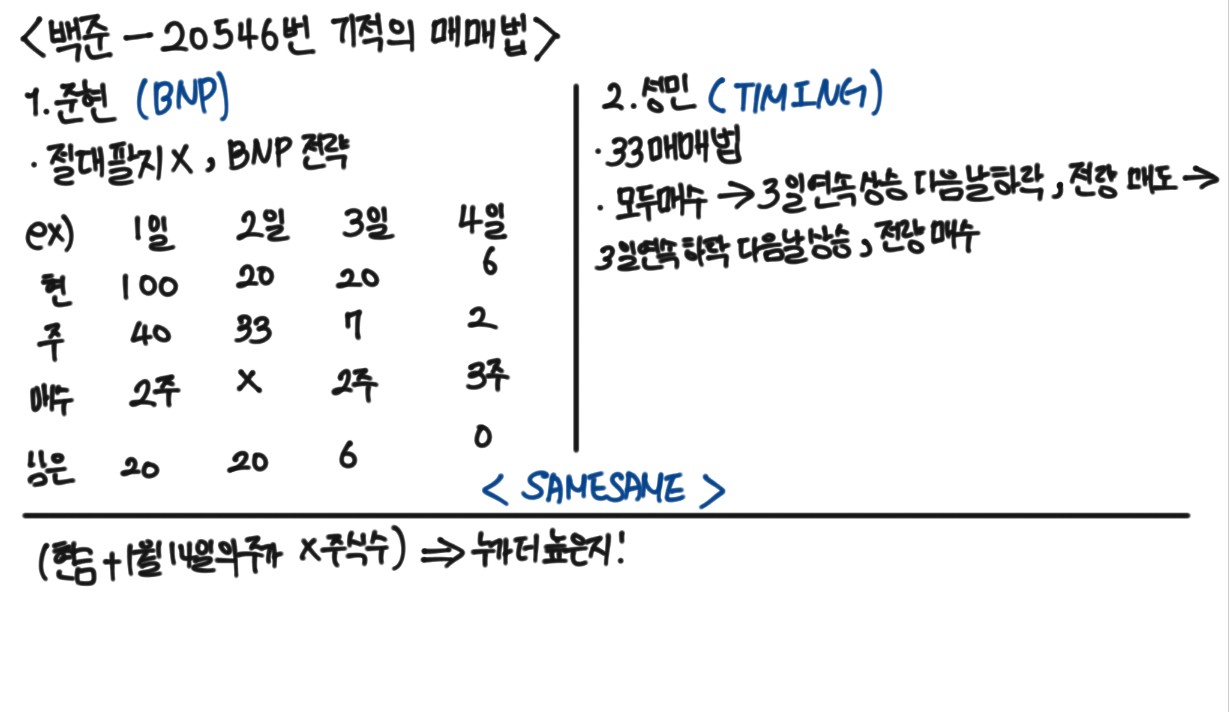 <백준 - 20546번 기적의 매매법>
1. 준현 (BNP)
· 절대팔지 X, BNP 전략
ex) 1일 2일 3일 4일
현 100 20 20 6
주 40 33 7 2
매수 2주 X 2주 3주
남은 20 20 6 0
2. 성민 (TIMING)
· 33매매법
· 모두매수 → 3일연속상승 다음날하락, 전량 매도 →
3일연속하락 다음날상승, 전량매수
< SAMESAME >
(현금 + 1월 14일의 주가 X 주식수) ⇒ 누가 더 높은지!